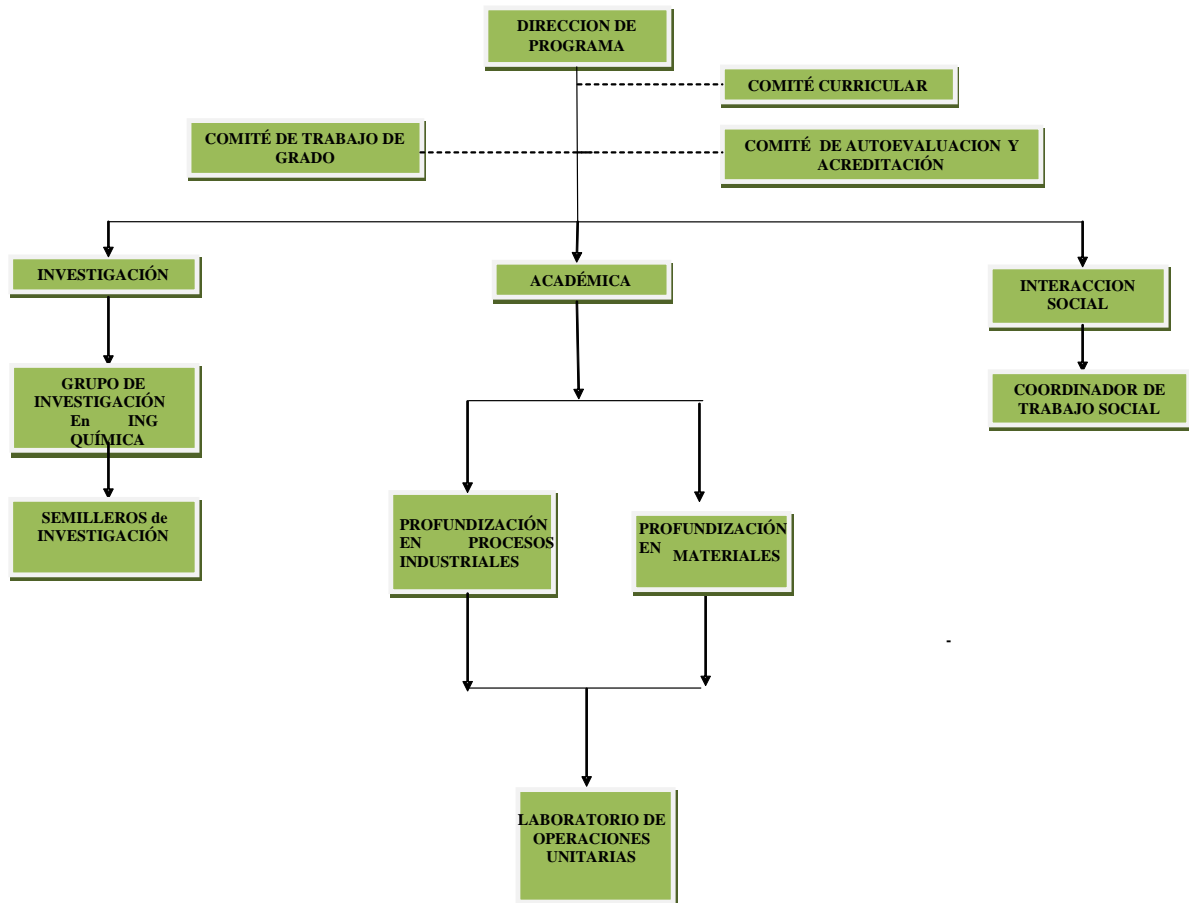 DIRECCION DE
PROGRAMA
COMITÉ CURRICULAR
COMITÉ DE TRABAJO DE
GRADO
COMITÉ DE AUTOEVALUACION Y
ACREDITACIÓN
INVESTIGACIÓN
ACADÉMICA
INTERACCION
SOCIAL
GRUPO DE
INVESTIGACIÓN
En ING
QUÍMICA
COORDINADOR DE
TRABAJO SOCIAL
SEMILLEROS de
INVESTIGACIÓN
PROFUNDIZACIÓN
EN PROCESOS
INDUSTRIALES
PROFUNDIZACIÓN
EN MATERIALES
-
LABORATORIO DE
OPERACIONES
UNITARIAS